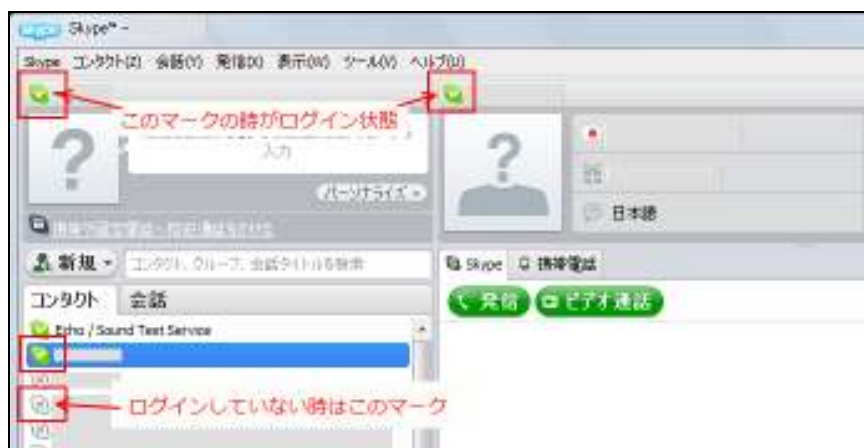 Skype™ -
Skype コンタクト(Z) 会話(Y) 発信(X) 表示(W) ツール(V) ヘルプ(U)
このマークの時がログイン状態
入力
パーソナライズ
日本語
新規
コンタクト、グループ、会話タイトルを検索
Skype 携帯電話
コンタクト 会話
発信 ビデオ通話
Echo / Sound Test Service
ログインしていない時はこのマーク